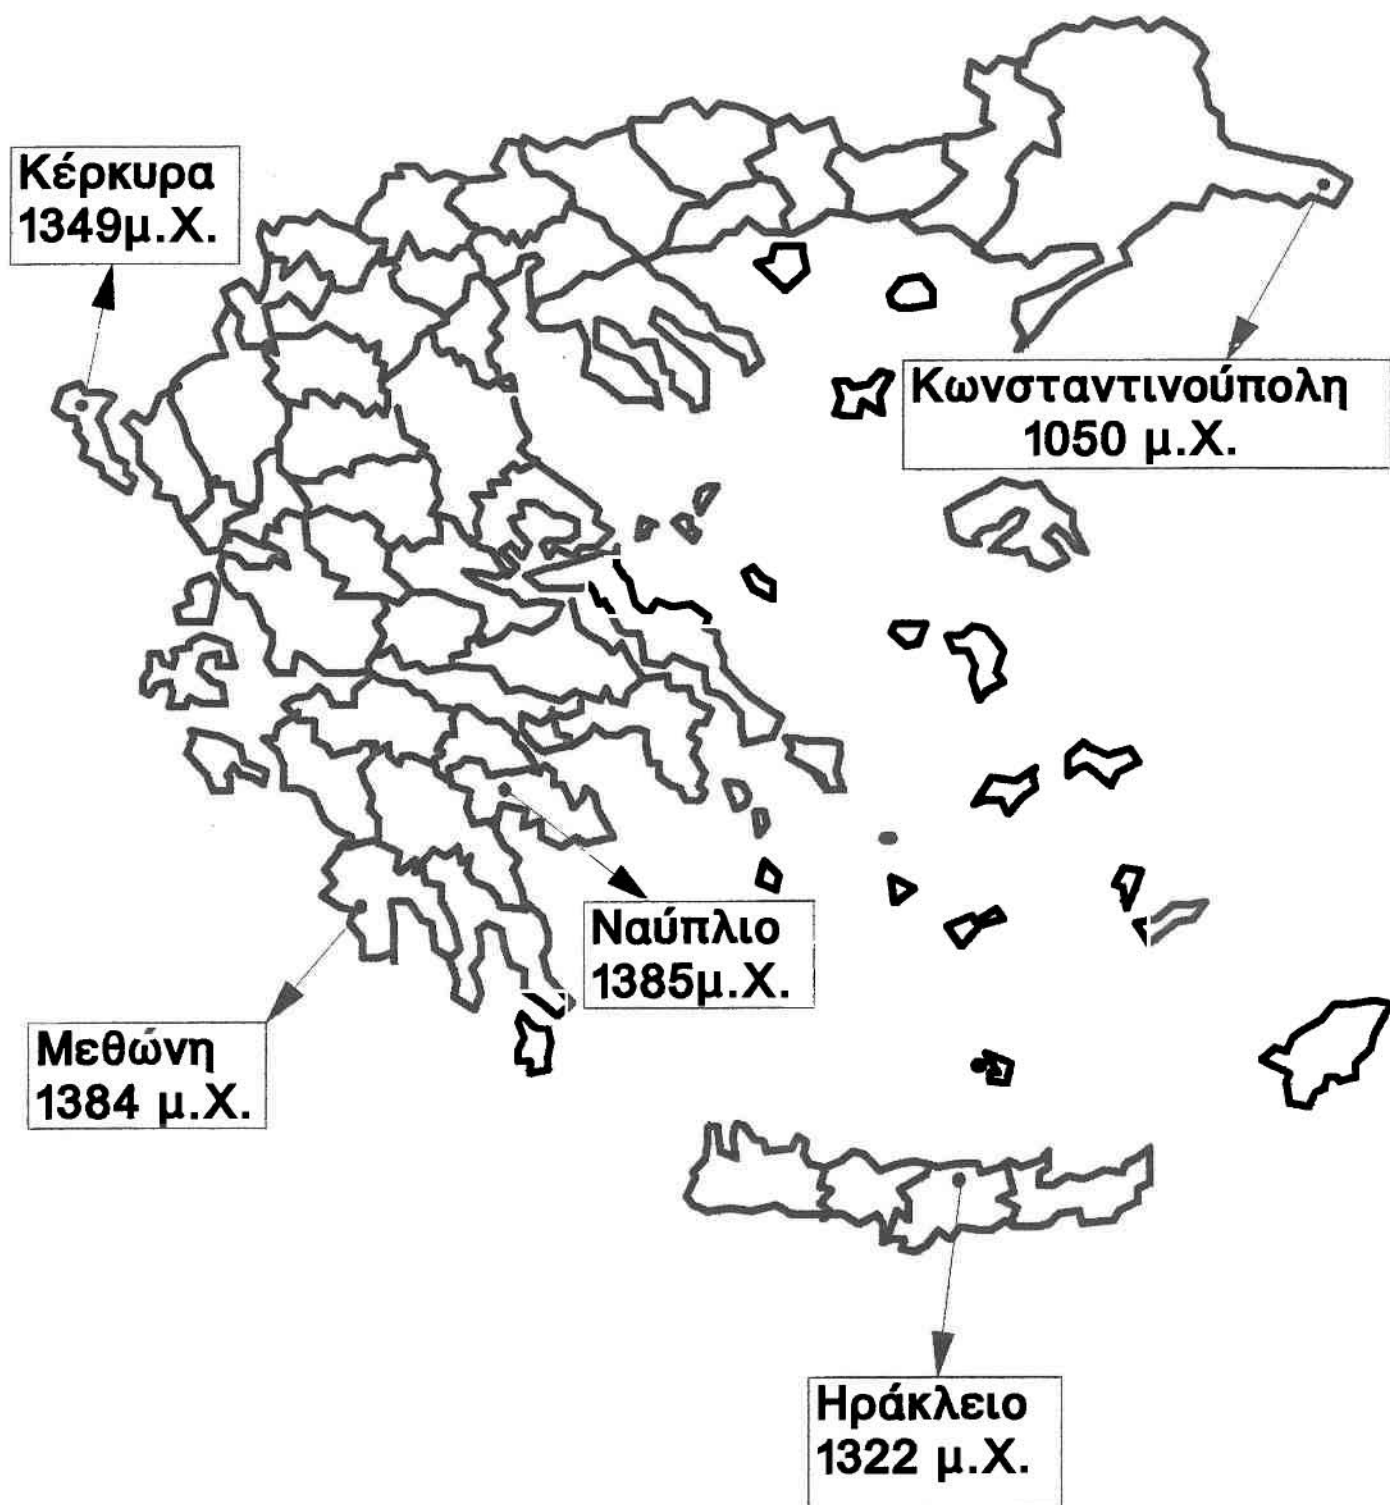 Κέρκυρα
1349μ.Χ.
Κωνσταντινούπολη
1050 μ.Χ.
Ναύπλιο
1385μ.Χ.
Μεθώνη
1384 μ.Χ.
Ηράκλειο
1322 μ.Χ.